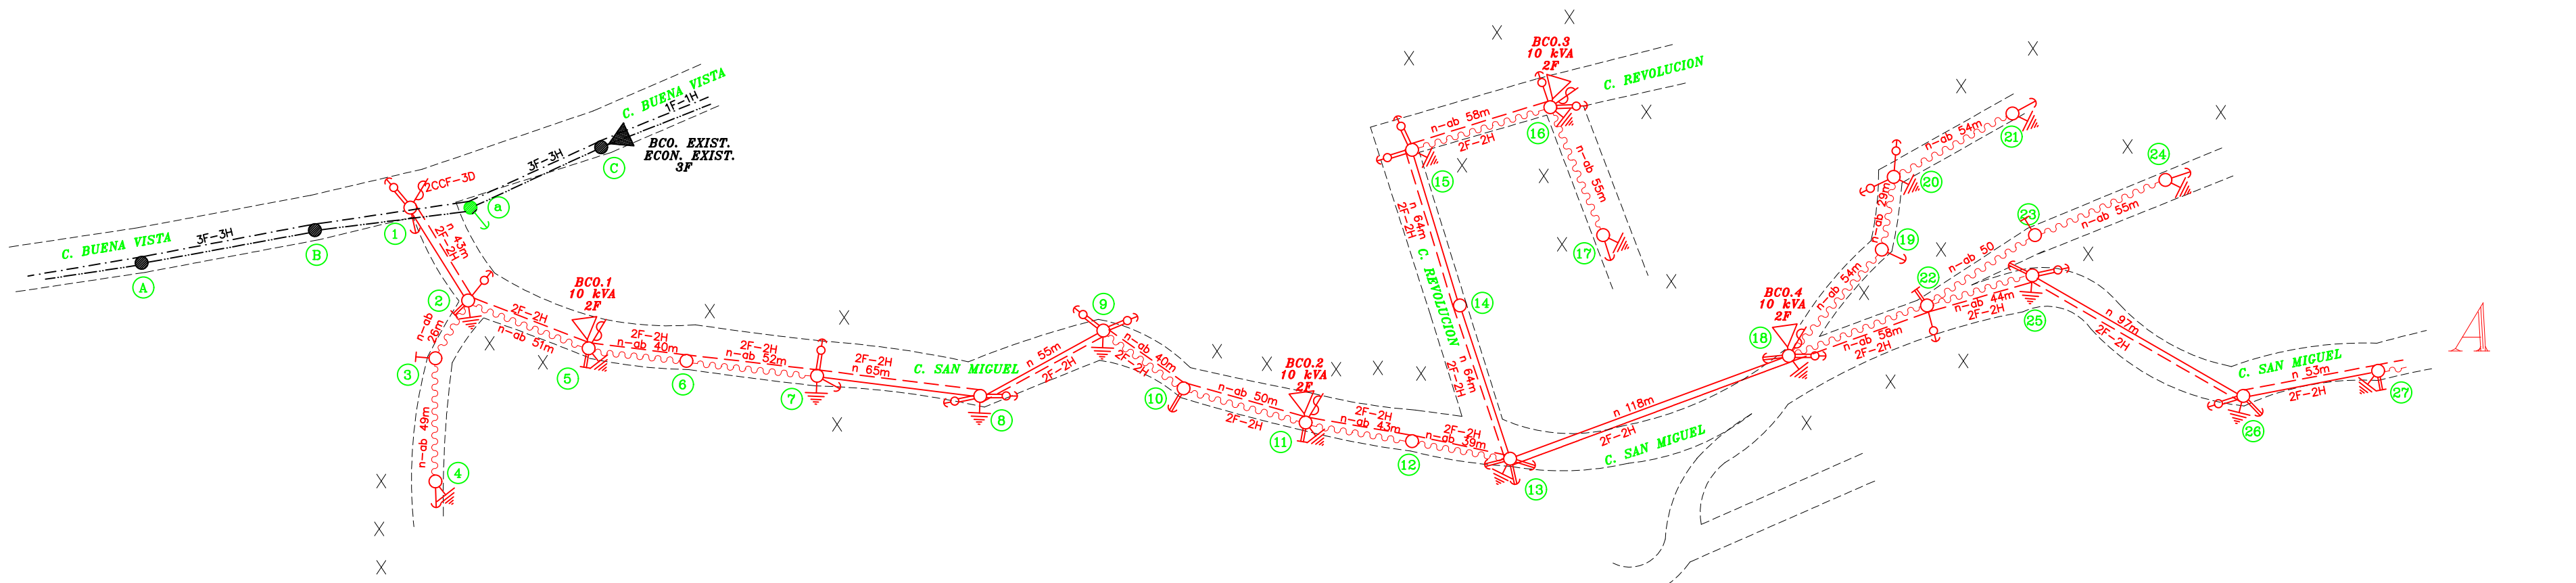 C. BUENA VISTA
3F-3H
A
B
1
2CCF-3D
a
3F-3H
C
C. BUENA VISTA
1F-1H
BCO. EXIST.
ECON. EXIST.
3F
n 43m
2F-2H
2
n-ab
26m
3
n-ab 49m
4
2F-2H
n-ab 51m
BCO.1
10 kVA
2F
5
2F-2H
n-ab 40m
6
2F-2H
n-ab 52m
7
2F-2H
n 65m
C. SAN MIGUEL
8
n 55m
2F-2H
9
n-ab 40m
2F-2H
10
n-ab 50m
2F-2H
BCO.2
10 kVA
2F
11
2F-2H
n-ab 43m
12
2F-2H
n-ab 39m
13
n 64m
2F-2H
14
C. REVOLUCION
n 64m
2F-2H
15
n-ab 58m
2F-2H
BCO.3
10 kVA
2F
16
C. REVOLUCION
n-ab 55m
17
n 118m
2F-2H
C. SAN MIGUEL
BCO.4
10 kVA
2F
18
n-ab 54m
19
n-ab 29m
20
n-ab 54m
21
n-ab 58m
2F-2H
22
n-ab 50
23
n-ab 55m
24
n-ab 44m
2F-2H
25
n 97m
2F-2H
26
C. SAN MIGUEL
n 53m
2F-2H
27
A